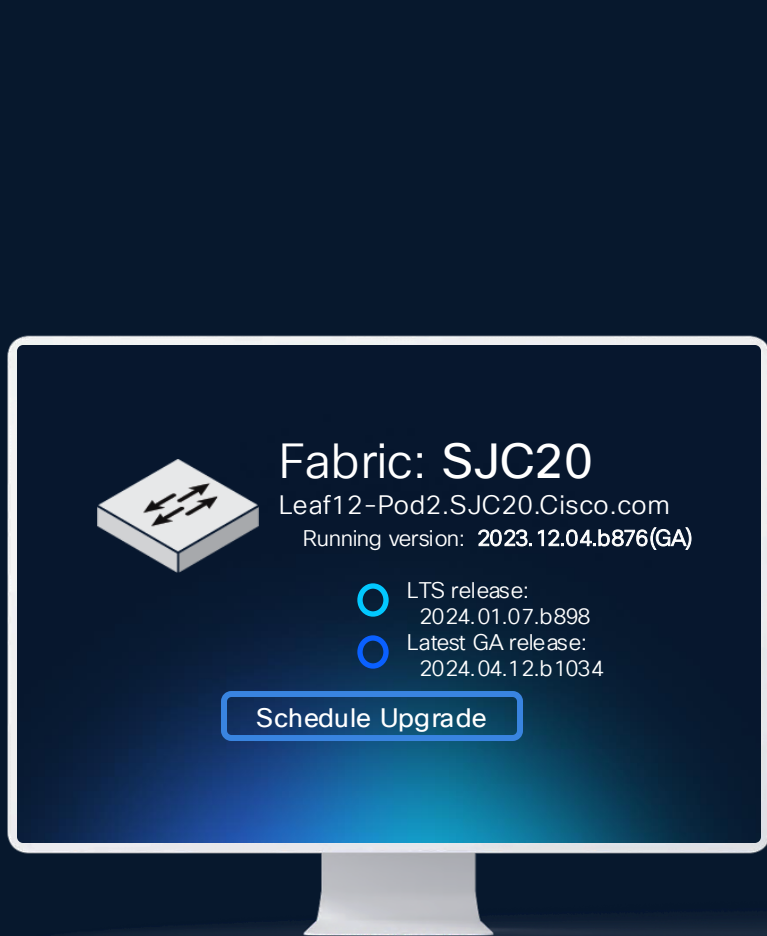 Fabric: SJC20
Leaf12-Pod2.SJC20.Cisco.com
Running version: 2023.12.04.b876(GA)
LTS release:
2024.01.07.b898
Latest GA release:
2024.04.12.b1034
Schedule Upgrade